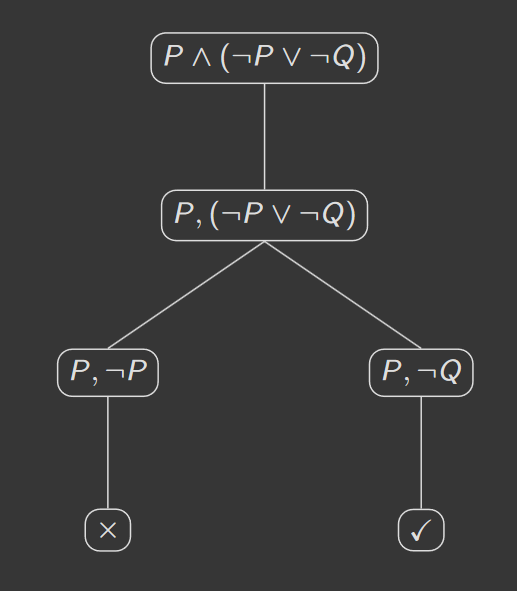 P ∧ (¬P ∨ ¬Q)
P, (¬P ∨ ¬Q)
P, ¬P
P, ¬Q
×
✓